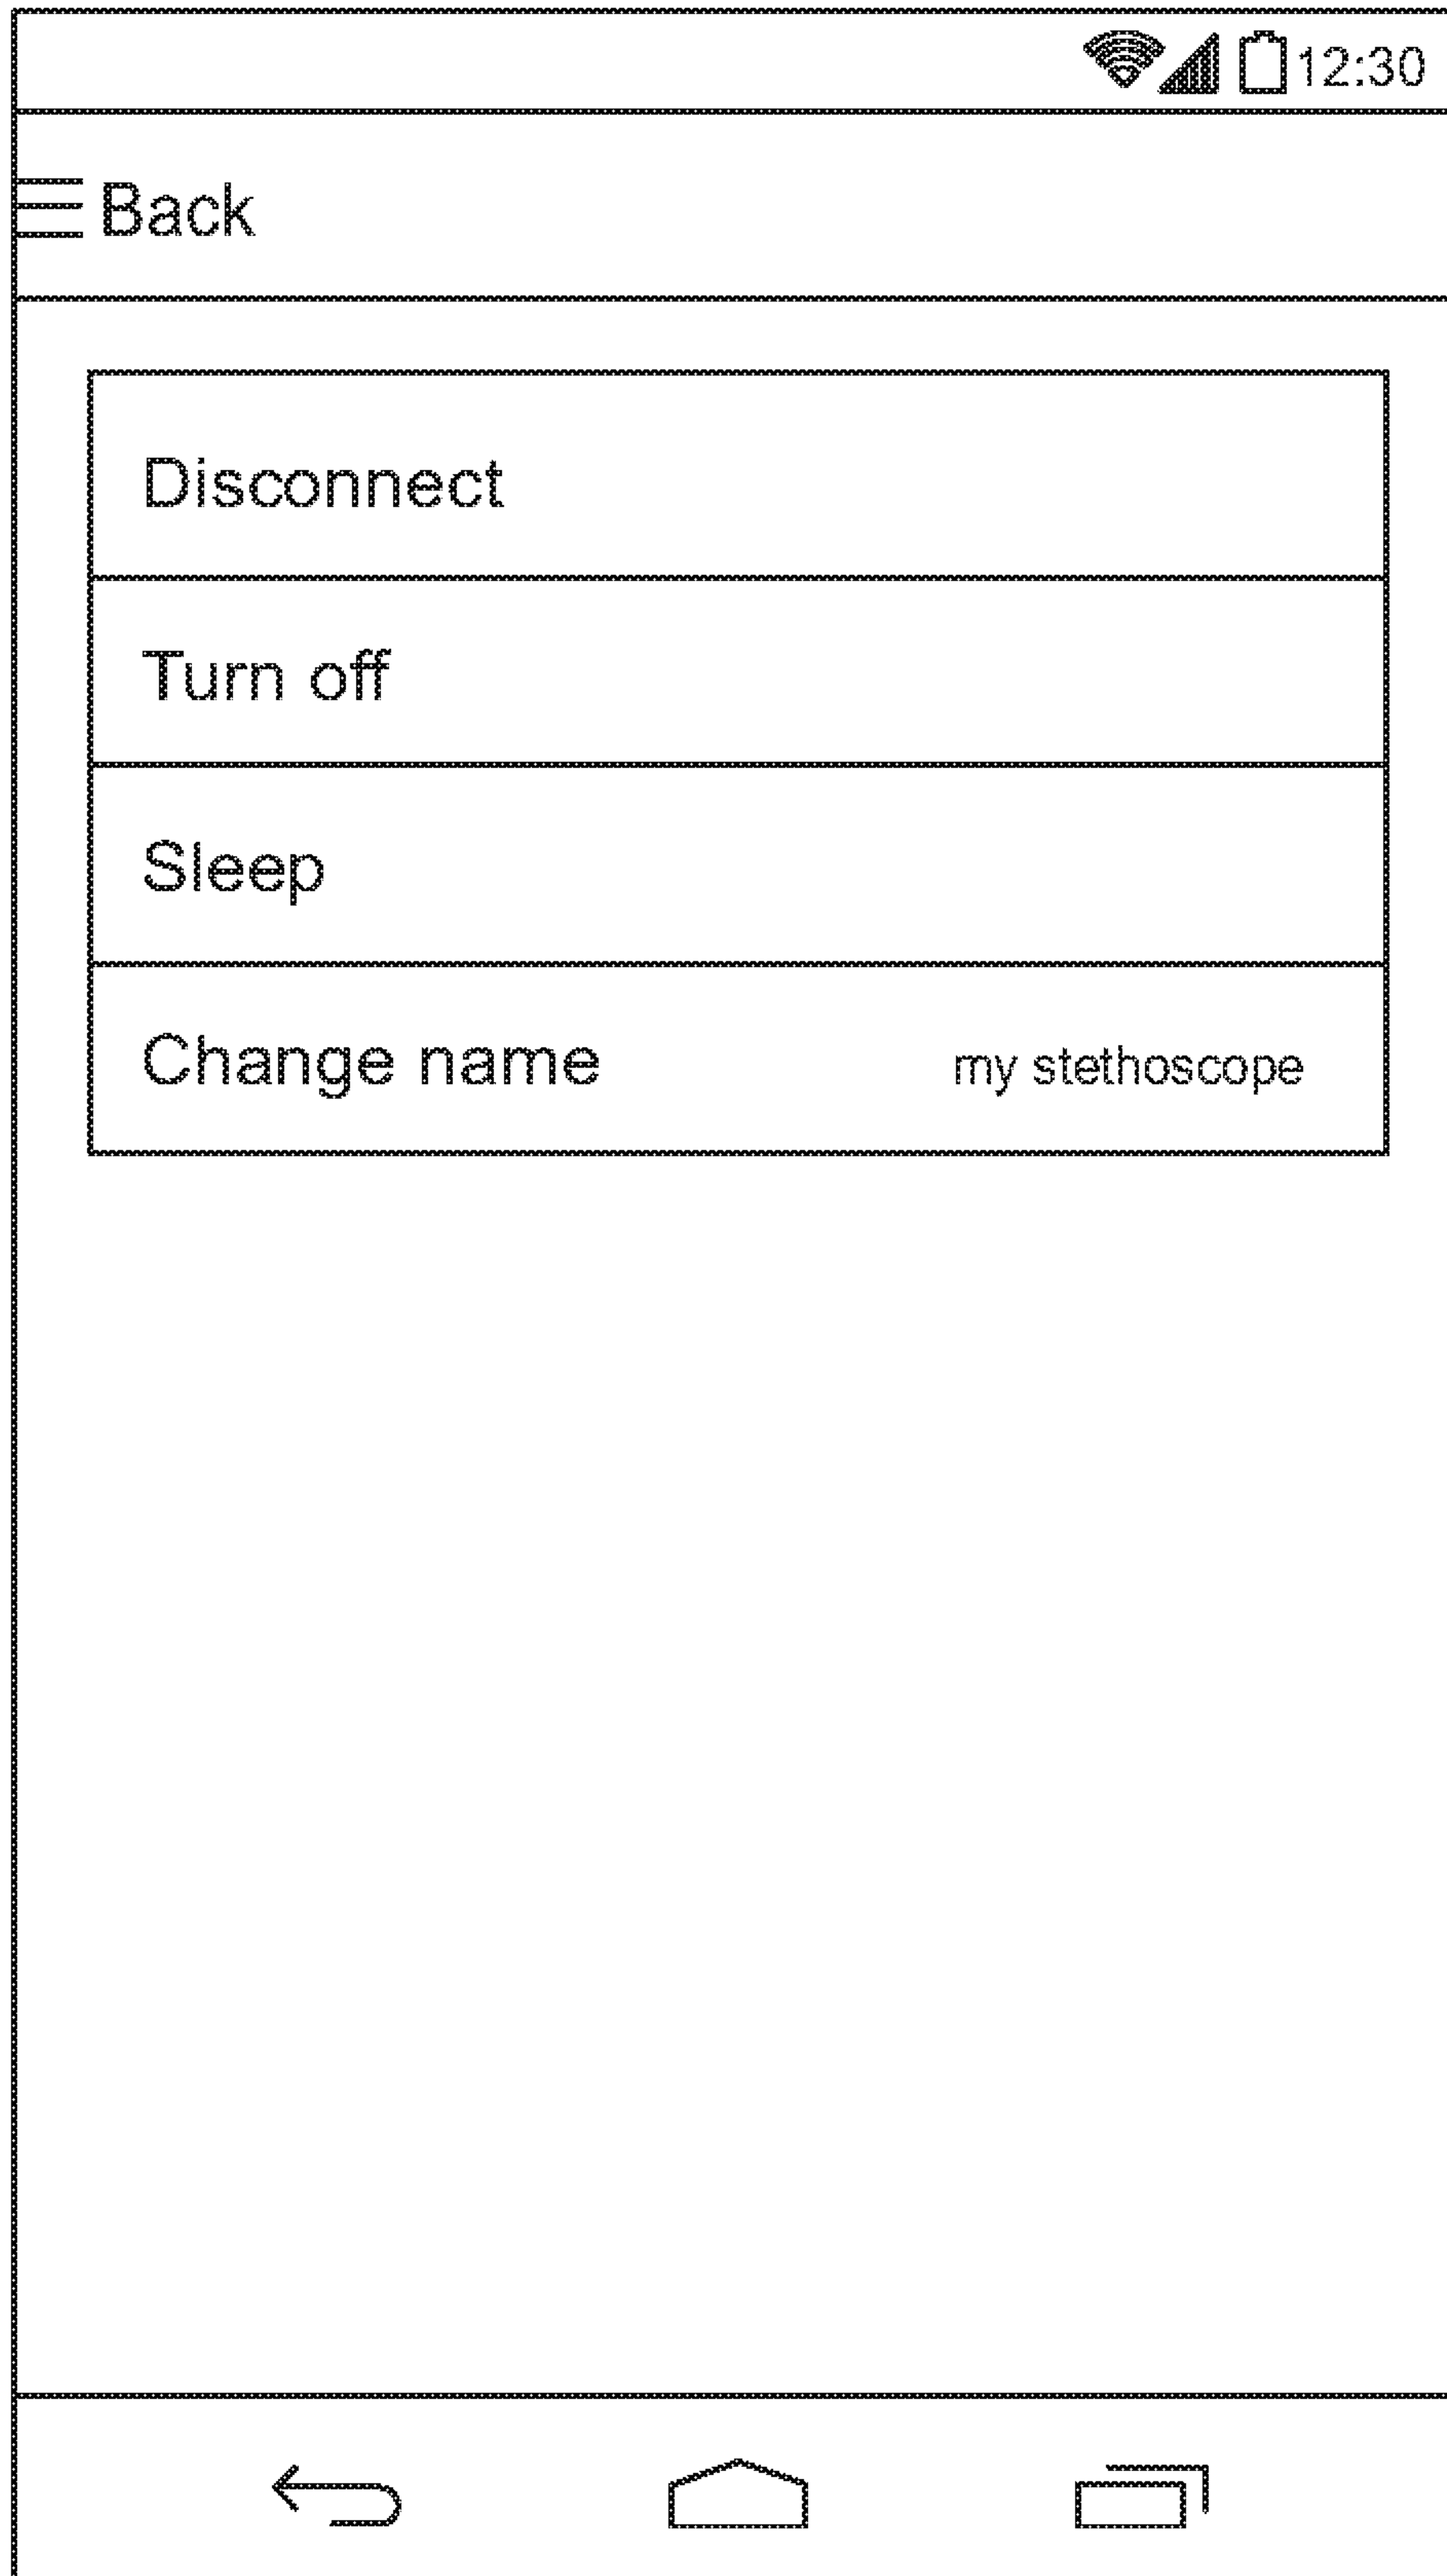 12:30
Back
Disconnect
Turn off
Sleep
Change name my stethoscope